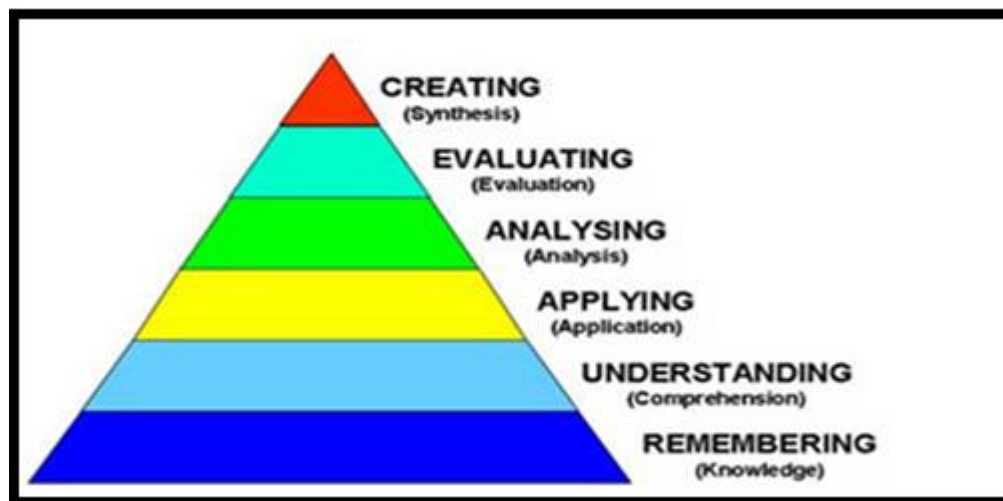 CREATING
(Synthesis)
EVALUATING
(Evaluation)
ANALYSING
(Analysis)
APPLYING
(Application)
UNDERSTANDING
(Comprehension)
REMEMBERING
(Knowledge)